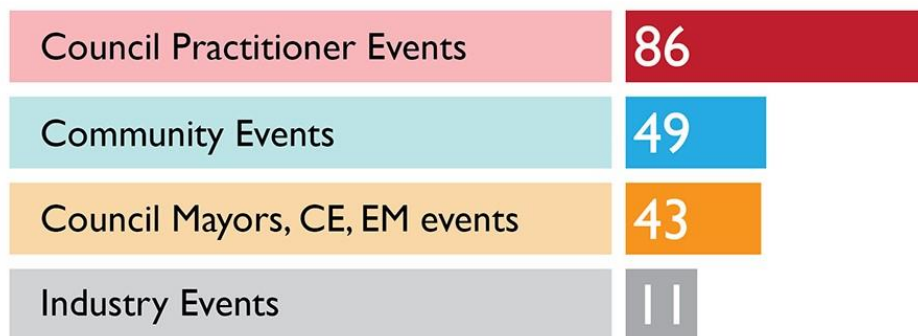 Council Practitioner Events 86
Community Events 49
Council Mayors, CE, EM events 43
Industry Events 11